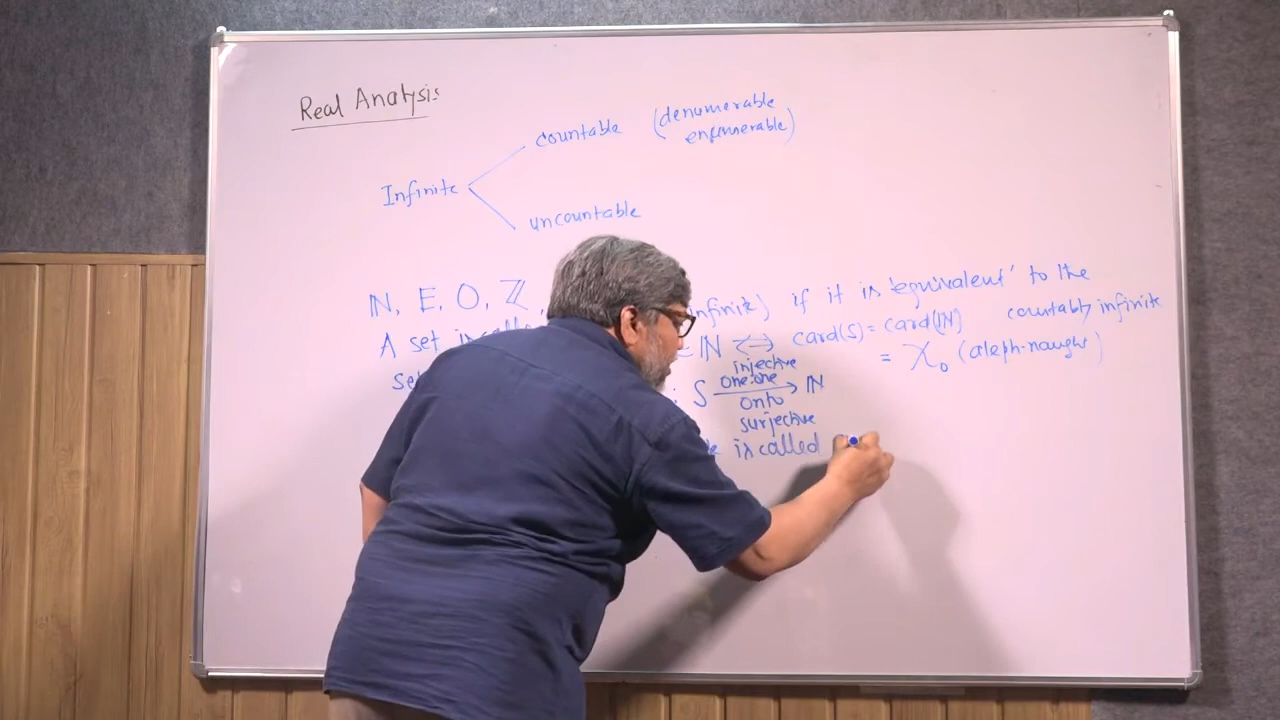 Real Analysis
countable (denumerable
enumerable)
Infinite
uncountable
ℕ, E, O, ℤ, infinite) if it is 'equivalent' to the
A set is ℕ ⟺ card(S) = card(ℕ) countably infinite
= ℵ₀ (aleph-naught)
injective
one-one
: S → ℕ
onto
surjective
is called